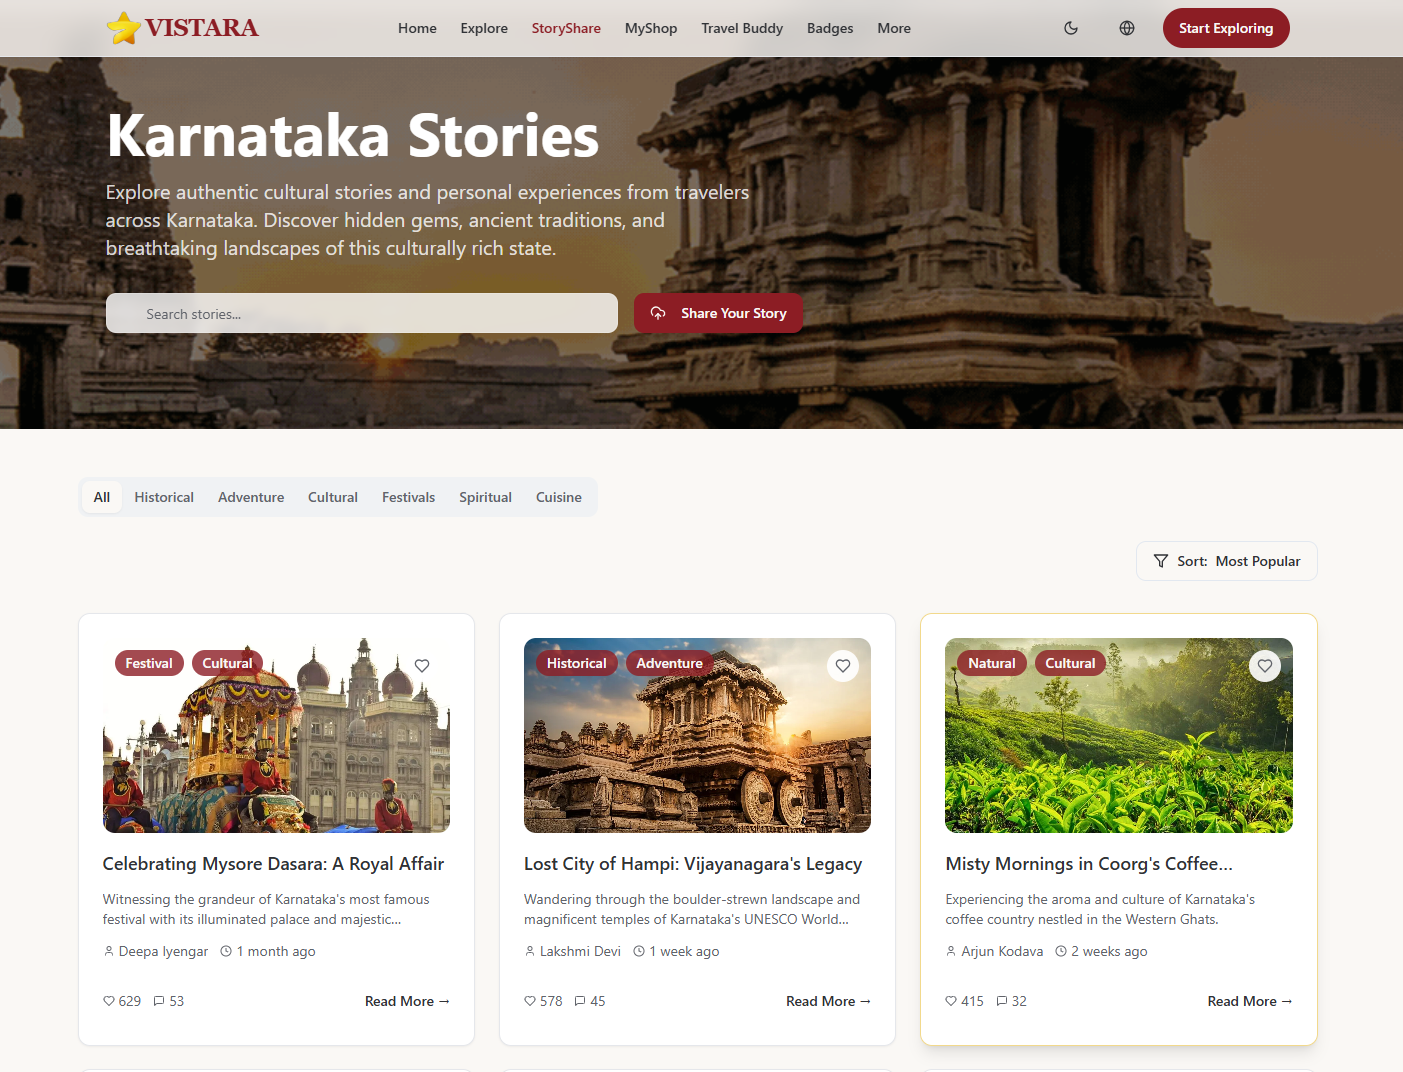 VISTARA
Home
Explore
StoryShare
MyShop
Travel Buddy
Badges
More
Start Exploring
Karnataka Stories
Explore authentic cultural stories and personal experiences from travelers
across Karnataka. Discover hidden gems, ancient traditions, and
breathtaking landscapes of this culturally rich state.
Search stories...
Share Your Story
All
Historical
Adventure
Cultural
Festivals
Spiritual
Cuisine
Sort: Most Popular
Festival
Cultural
Celebrating Mysore Dasara: A Royal Affair
Witnessing the grandeur of Karnataka's most famous
festival with its illuminated palace and majestic...
Deepa Iyengar
1 month ago
629
53
Read More →
Historical
Adventure
Lost City of Hampi: Vijayanagara's Legacy
Wandering through the boulder-strewn landscape and
magnificent temples of Karnataka's UNESCO World...
Lakshmi Devi
1 week ago
578
45
Read More →
Natural
Cultural
Misty Mornings in Coorg's Coffee...
Experiencing the aroma and culture of Karnataka's
coffee country nestled in the Western Ghats.
Arjun Kodava
2 weeks ago
415
32
Read More →